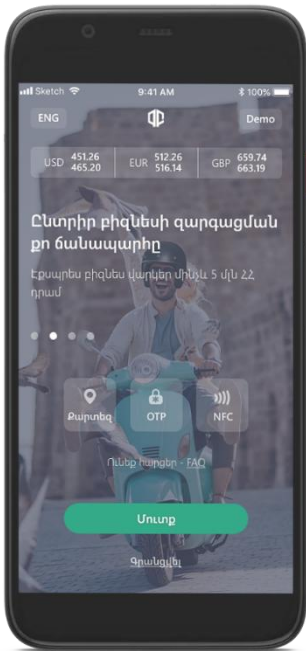 Sketch 9:41 AM 100%
ENG Demo
USD 451.26 465.20 EUR 512.26 516.14 GBP 659.74 663.19
Ընտրիր բիզնեսի զարգացման
քո ճանապարհը
Էքսպրես բիզնես վարկեր մինչև 5 մլն ՀՀ
դրամ
Քարտեզ OTP NFC
Ունեք հարցեր - FAQ
Մուտք
Գրանցվել